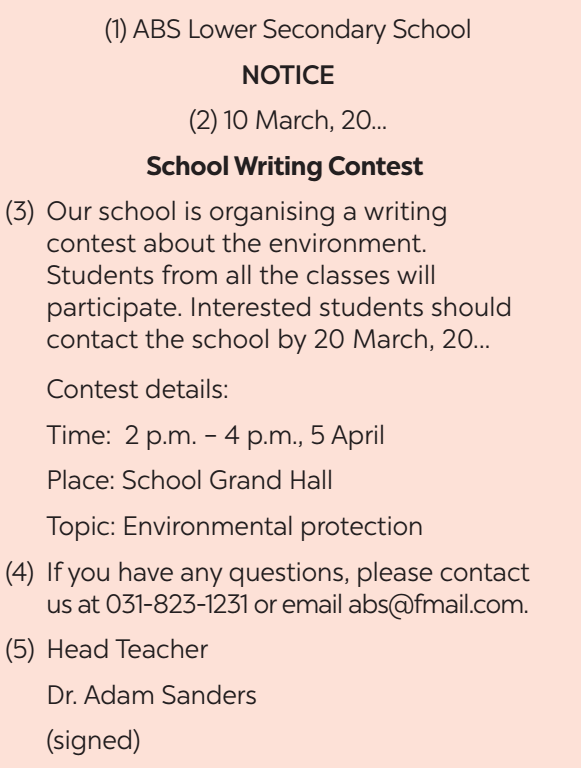 (1) ABS Lower Secondary School
NOTICE
(2) 10 March, 20...
School Writing Contest
(3) Our school is organising a writing
contest about the environment.
Students from all the classes will
participate. Interested students should
contact the school by 20 March, 20...
Contest details:
Time: 2 p.m. – 4 p.m., 5 April
Place: School Grand Hall
Topic: Environmental protection
(4) If you have any questions, please contact
us at 031-823-1231 or email abs@fmail.com.
(5) Head Teacher
Dr. Adam Sanders
(signed)